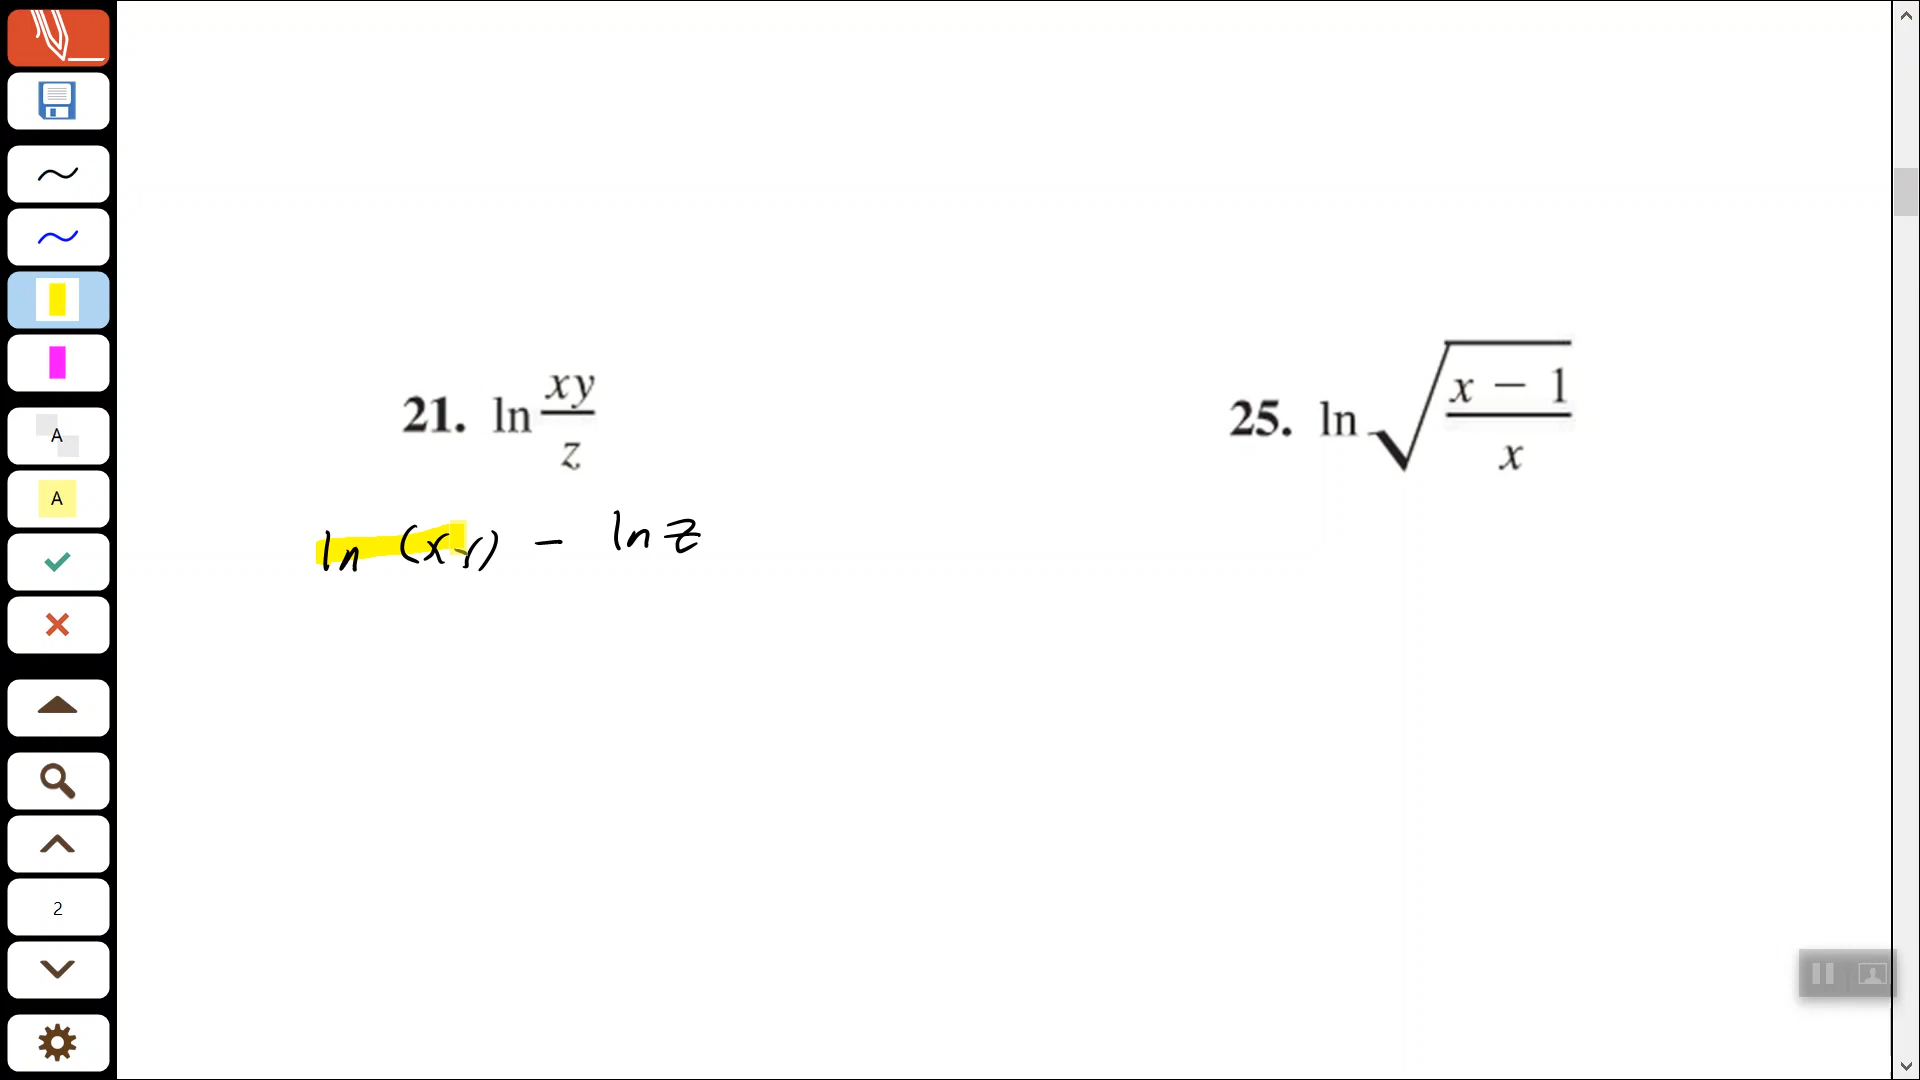 A
A
2
21. ln xy/z
ln (xy) - ln z
25. ln √((x − 1)/x)